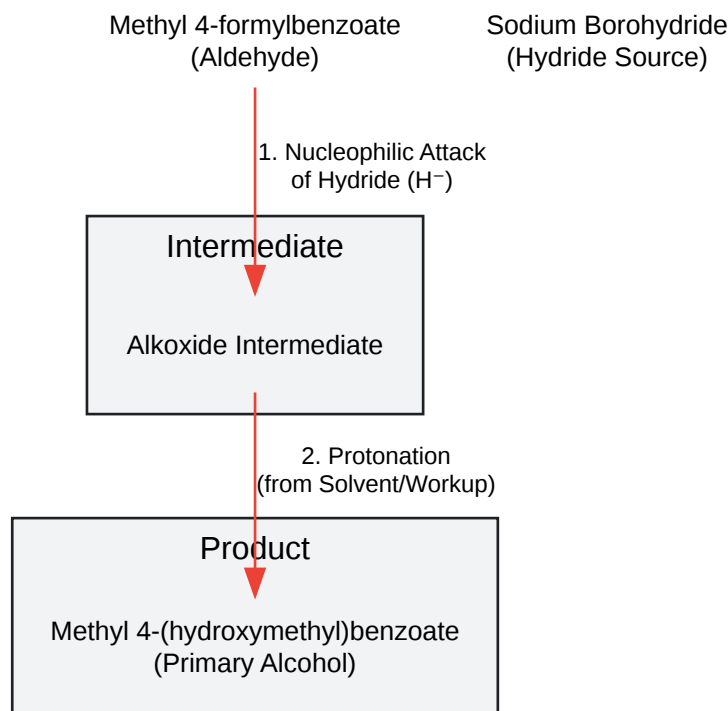 Methyl 4-formylbenzoate
(Aldehyde)
Sodium Borohydride
(Hydride Source)
1. Nucleophilic Attack
of Hydride (H⁻)
Intermediate
Alkoxide Intermediate
2. Protonation
(from Solvent/Workup)
Product
Methyl 4-(hydroxymethyl)benzoate
(Primary Alcohol)